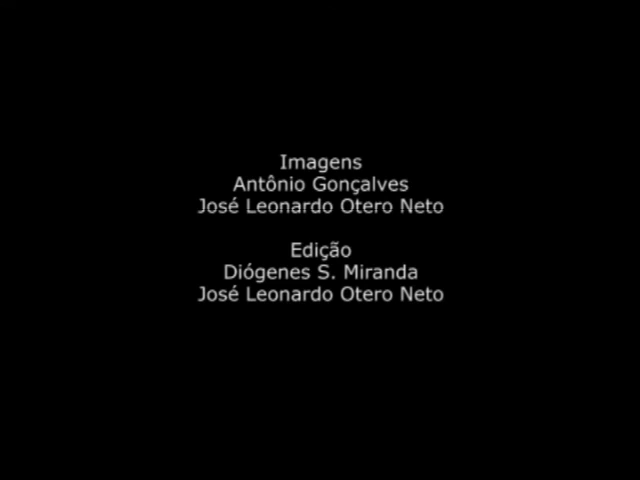 Imagens
Antônio Gonçalves
José Leonardo Otero Neto
Edição
Diógenes S. Miranda
José Leonardo Otero Neto